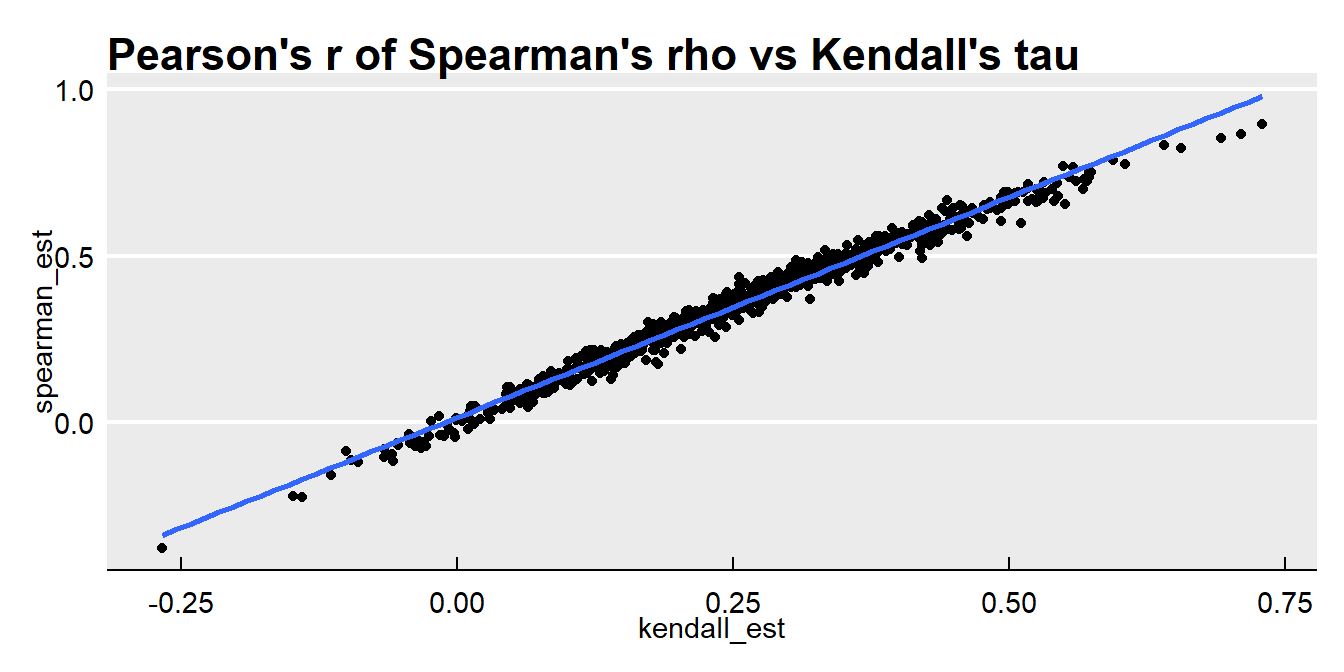 Pearson's r of Spearman's rho vs Kendall's tau
1.0
0.5
0.0
spearman_est
-0.25 0.00 0.25 0.50 0.75
kendall_est